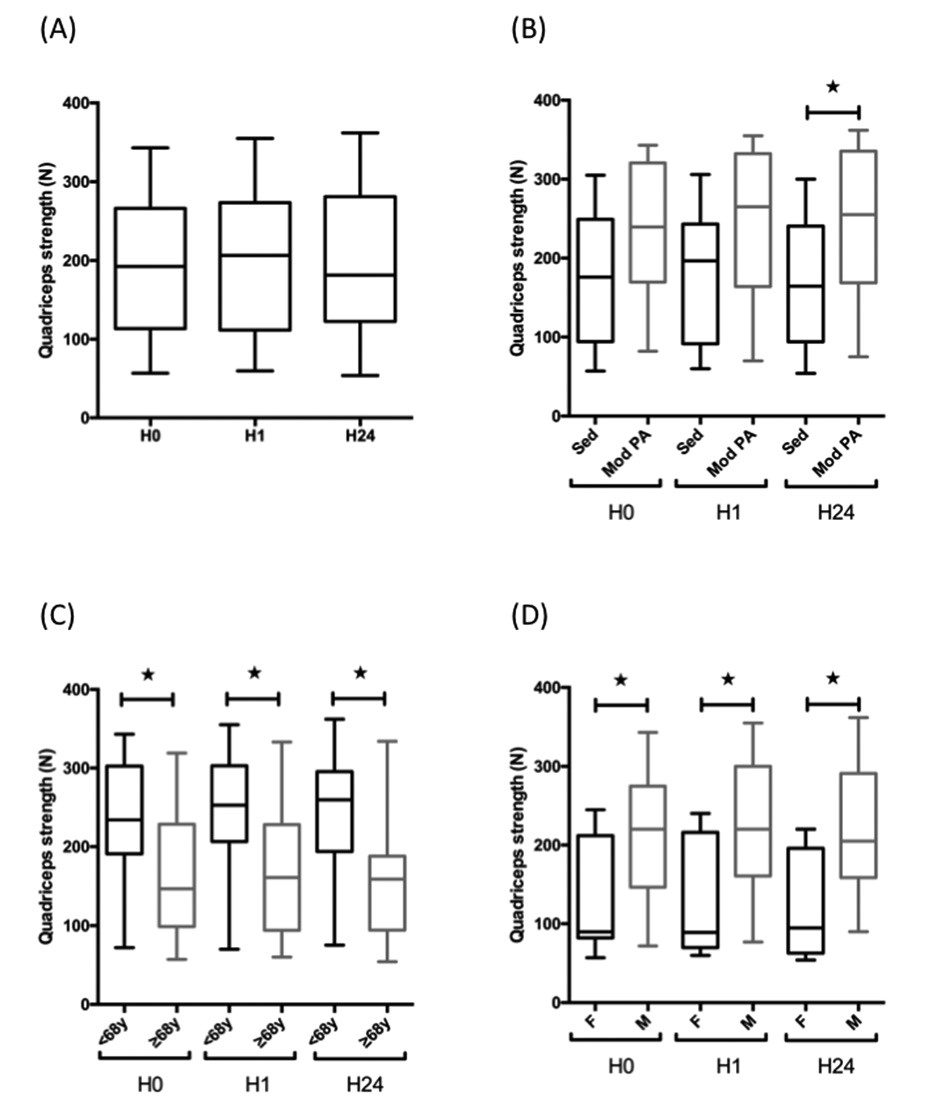 (A)
Quadriceps strength (N)
400
300
200
100
0
H0 H1 H24
(B)
★
Quadriceps strength (N)
400
300
200
100
0
Sed Mod PA Sed Mod PA Sed Mod PA
H0 H1 H24
(C)
★ ★ ★
Quadriceps strength (N)
400
300
200
100
0
<68y ≥68y <68y ≥68y <68y ≥68y
H0 H1 H24
(D)
★ ★ ★
Quadriceps strength (N)
400
300
200
100
0
F M F M F M
H0 H1 H24